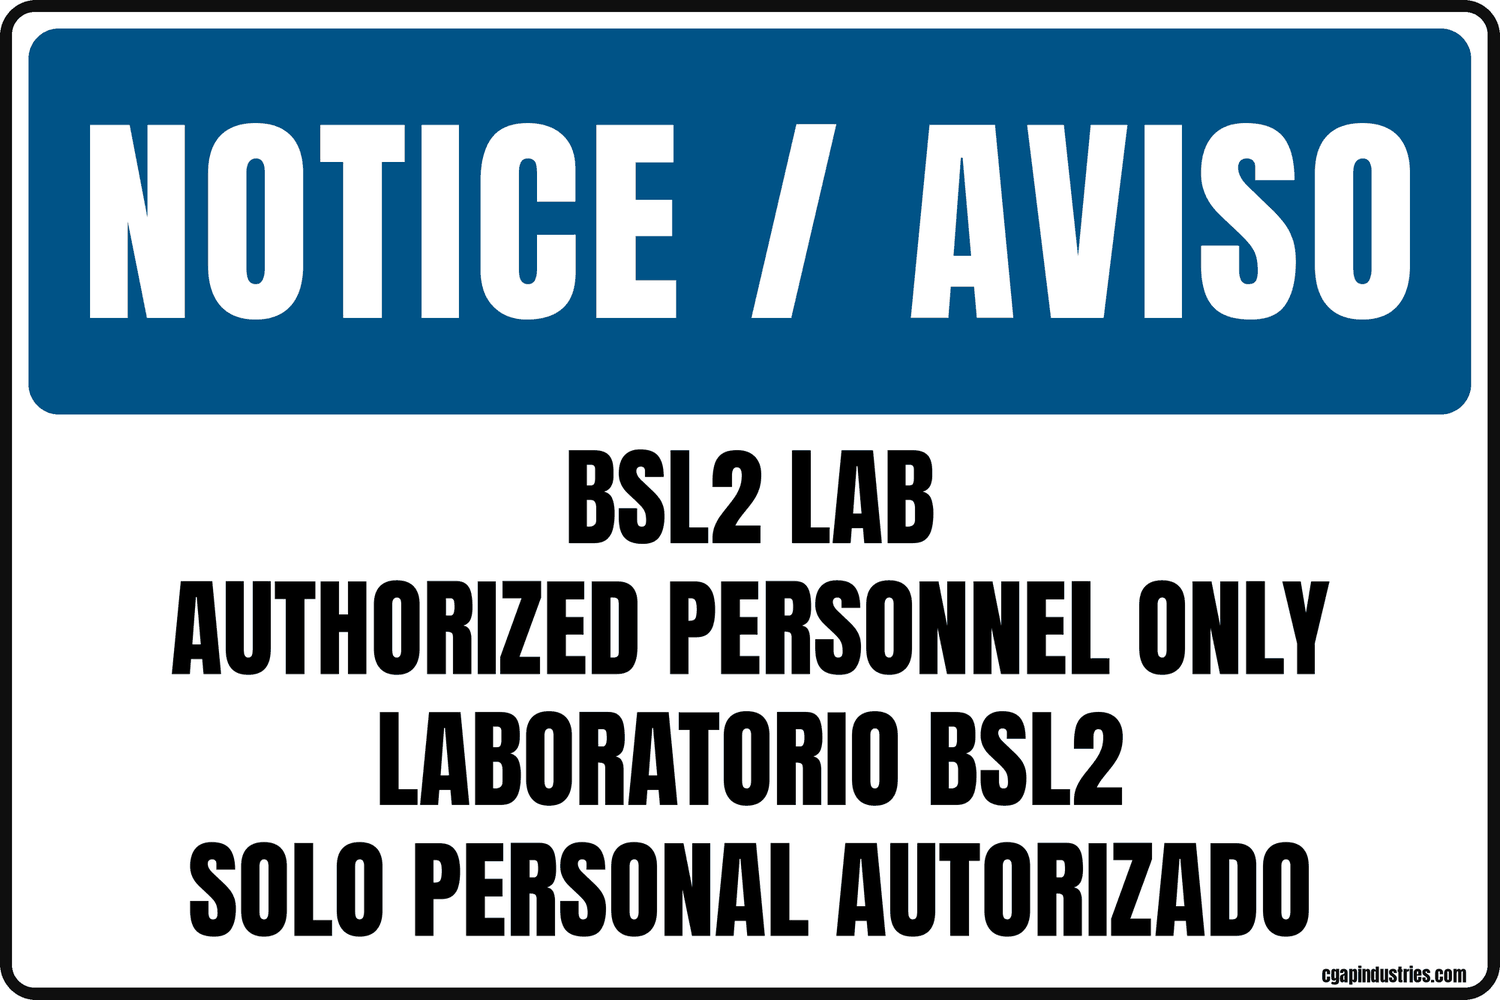 NOTICE / AVISO
BSL2 LAB
AUTHORIZED PERSONNEL ONLY
LABORATORIO BSL2
SOLO PERSONAL AUTORIZADO
cgapindustries.com